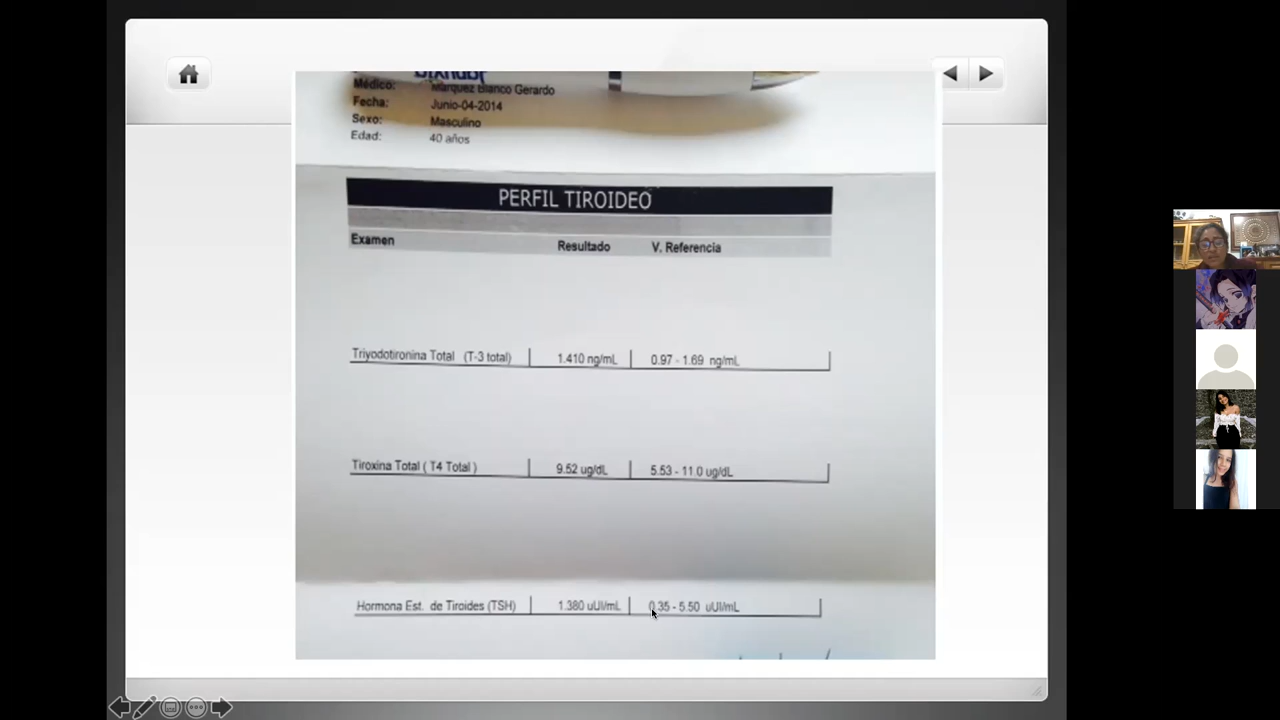 Médico: Márquez Blanco Gerardo
Fecha: Junio-04-2014
Sexo: Masculino
Edad: 40 años
PERFIL TIROIDEO
Examen Resultado V. Referencia
Triyodotironina Total (T-3 total) 1.410 ng/mL 0.97 - 1.69 ng/mL
Tiroxina Total ( T4 Total ) 9.52 ug/dL 5.53 - 11.0 ug/dL
Hormona Est. de Tiroides (TSH) 1.380 uUI/mL 0.35 - 5.50 uUI/mL